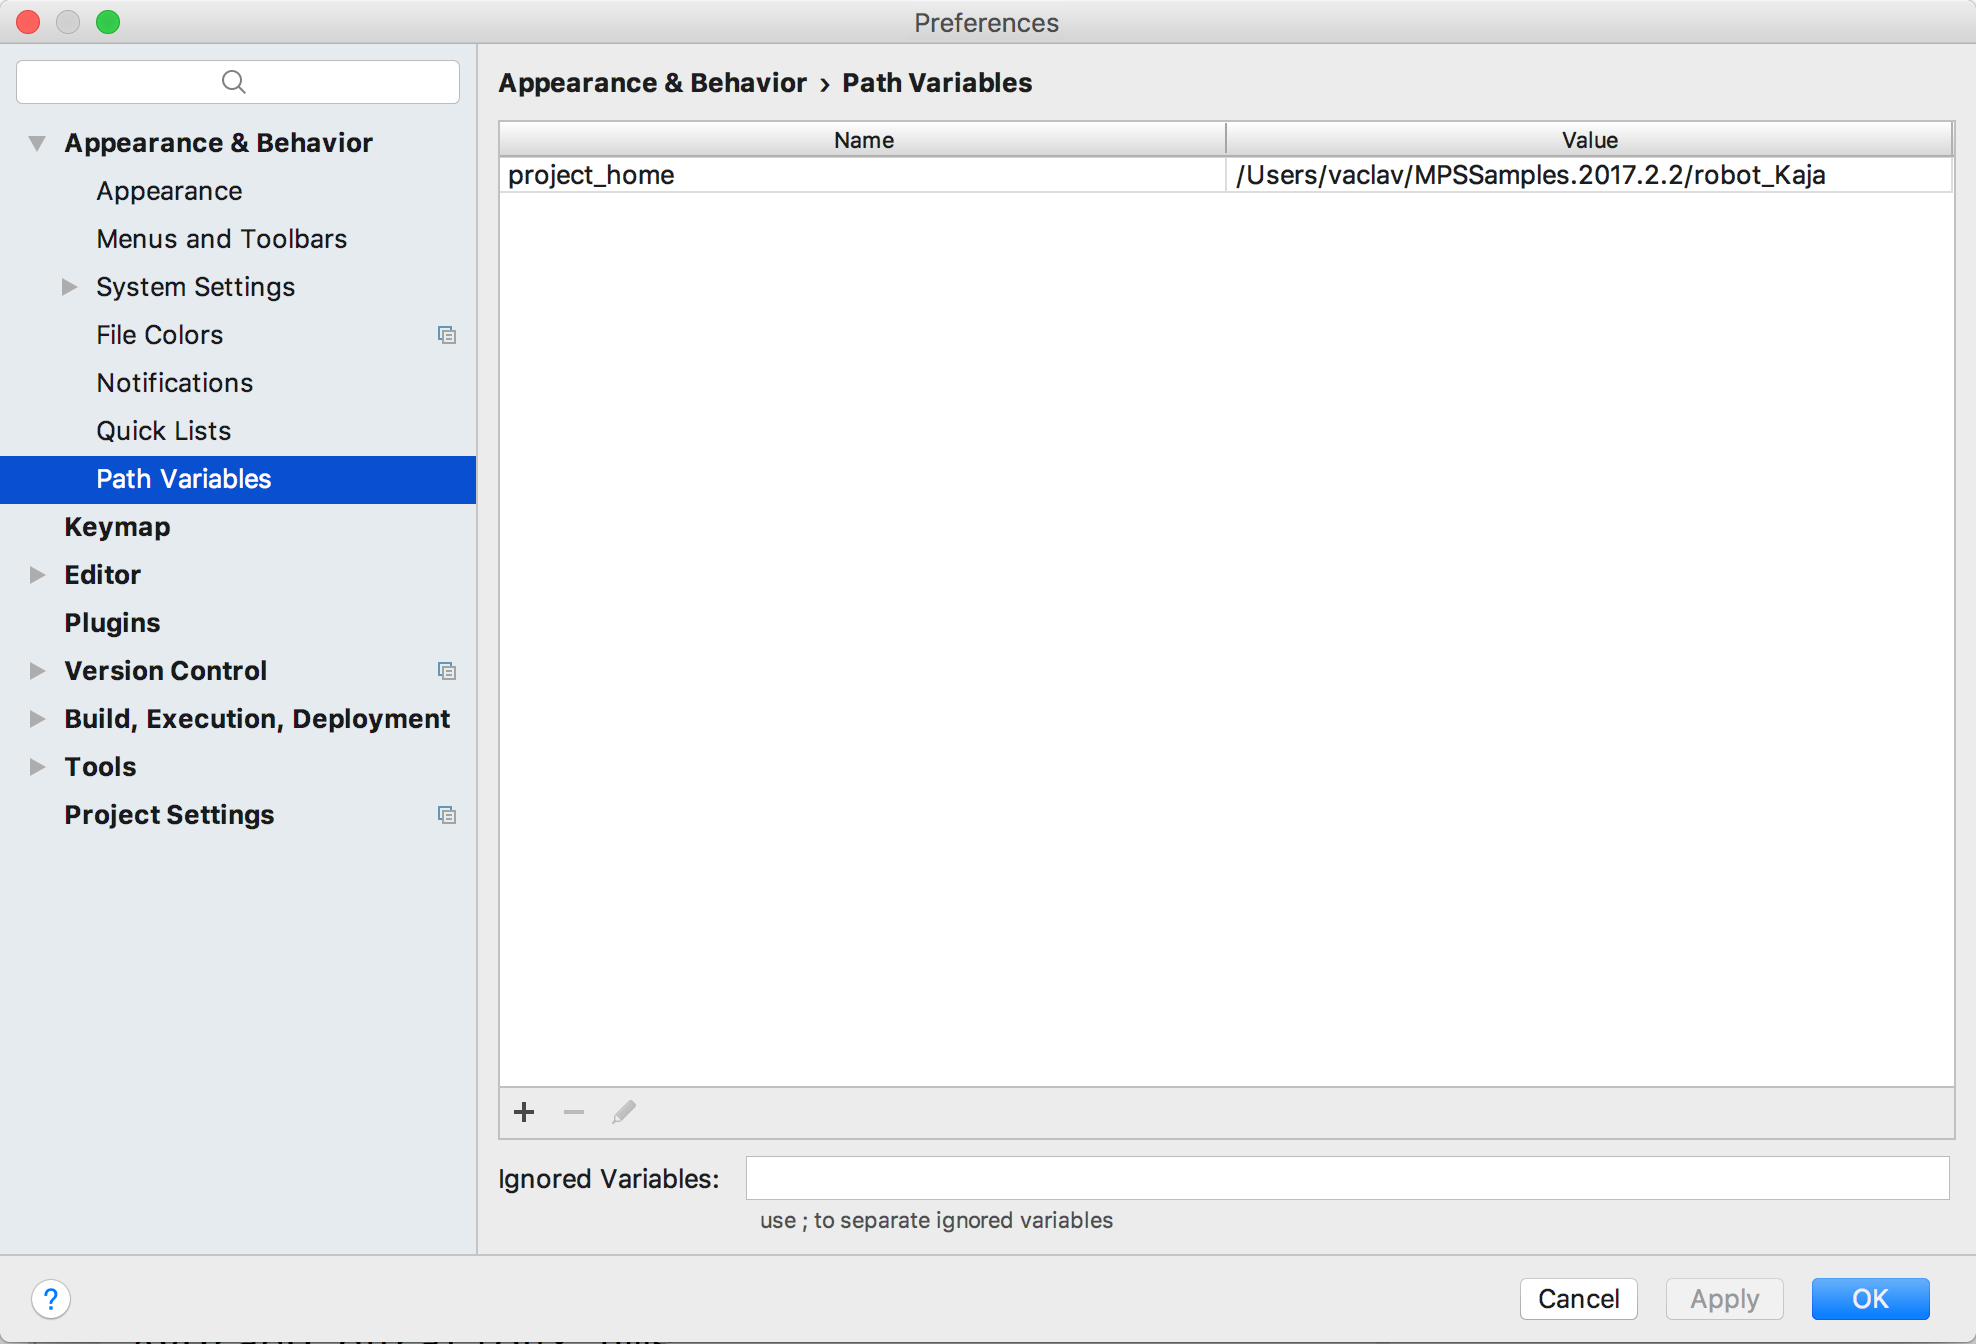 Preferences
Appearance & Behavior
Appearance
Menus and Toolbars
System Settings
File Colors
Notifications
Quick Lists
Path Variables
Keymap
Editor
Plugins
Version Control
Build, Execution, Deployment
Tools
Project Settings
Appearance & Behavior › Path Variables
Name Value
project_home /Users/vaclav/MPSSamples.2017.2.2/robot_Kaja
Ignored Variables:
use ; to separate ignored variables
?
Cancel Apply OK